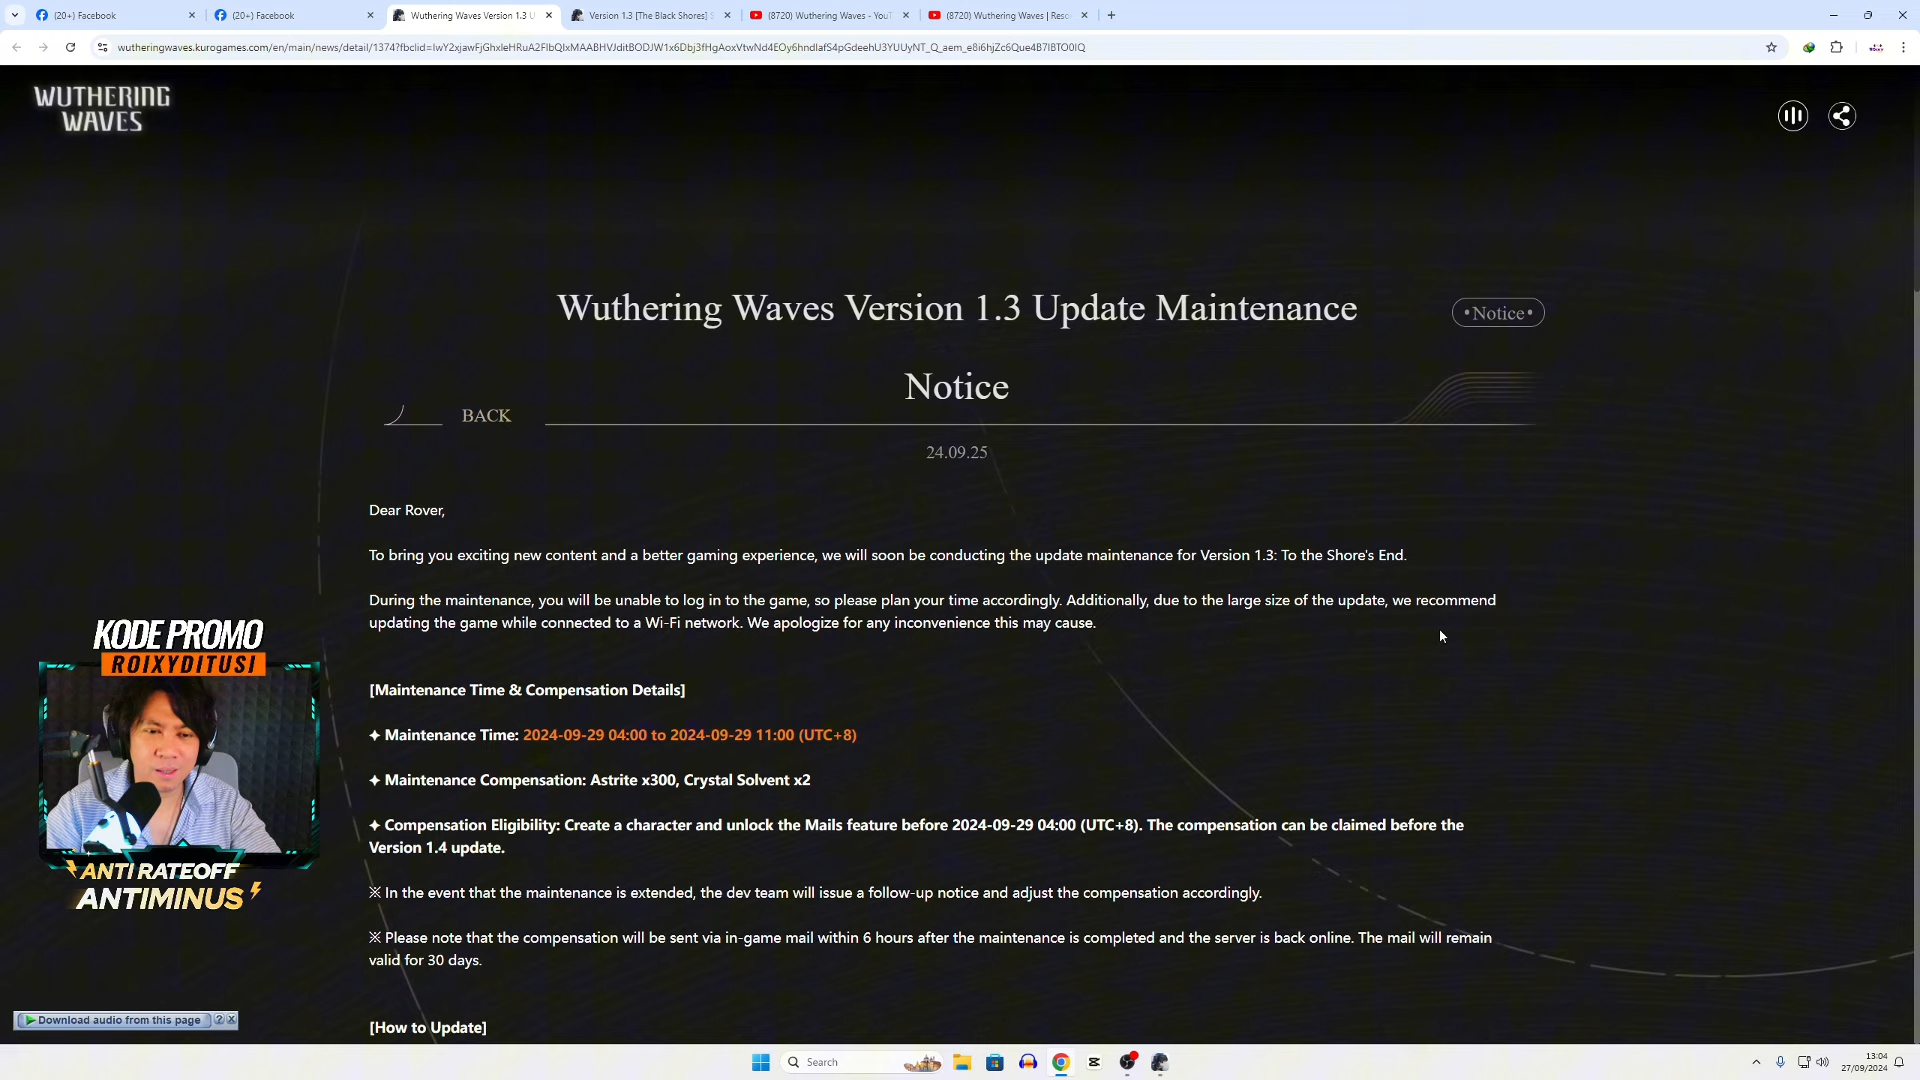 (20+) Facebook
(20+) Facebook
Wuthering Waves Version 1.3 U
Version 1.3 [The Black Shores] S
(8720) Wuthering Waves - YouT
(8720) Wuthering Waves | Reso
WUTHERING
WAVES
Wuthering Waves Version 1.3 Update Maintenance
Notice
•Notice•
BACK
24.09.25
Dear Rover,
To bring you exciting new content and a better gaming experience, we will soon be conducting the update maintenance for Version 1.3: To the Shore's End.
During the maintenance, you will be unable to log in to the game, so please plan your time accordingly. Additionally, due to the large size of the update, we recommend
updating the game while connected to a Wi-Fi network. We apologize for any inconvenience this may cause.
[Maintenance Time & Compensation Details]
✦ Maintenance Time: 2024-09-29 04:00 to 2024-09-29 11:00 (UTC+8)
✦ Maintenance Compensation: Astrite x300, Crystal Solvent x2
✦ Compensation Eligibility: Create a character and unlock the Mails feature before 2024-09-29 04:00 (UTC+8). The compensation can be claimed before the
Version 1.4 update.
※ In the event that the maintenance is extended, the dev team will issue a follow-up notice and adjust the compensation accordingly.
※ Please note that the compensation will be sent via in-game mail within 6 hours after the maintenance is completed and the server is back online. The mail will remain
valid for 30 days.
[How to Update]
KODE PROMO
ROIXYDITUSI
ANTI RATEOFF
ANTIMINUS
Download audio from this page
Search
13:04
27/09/2024